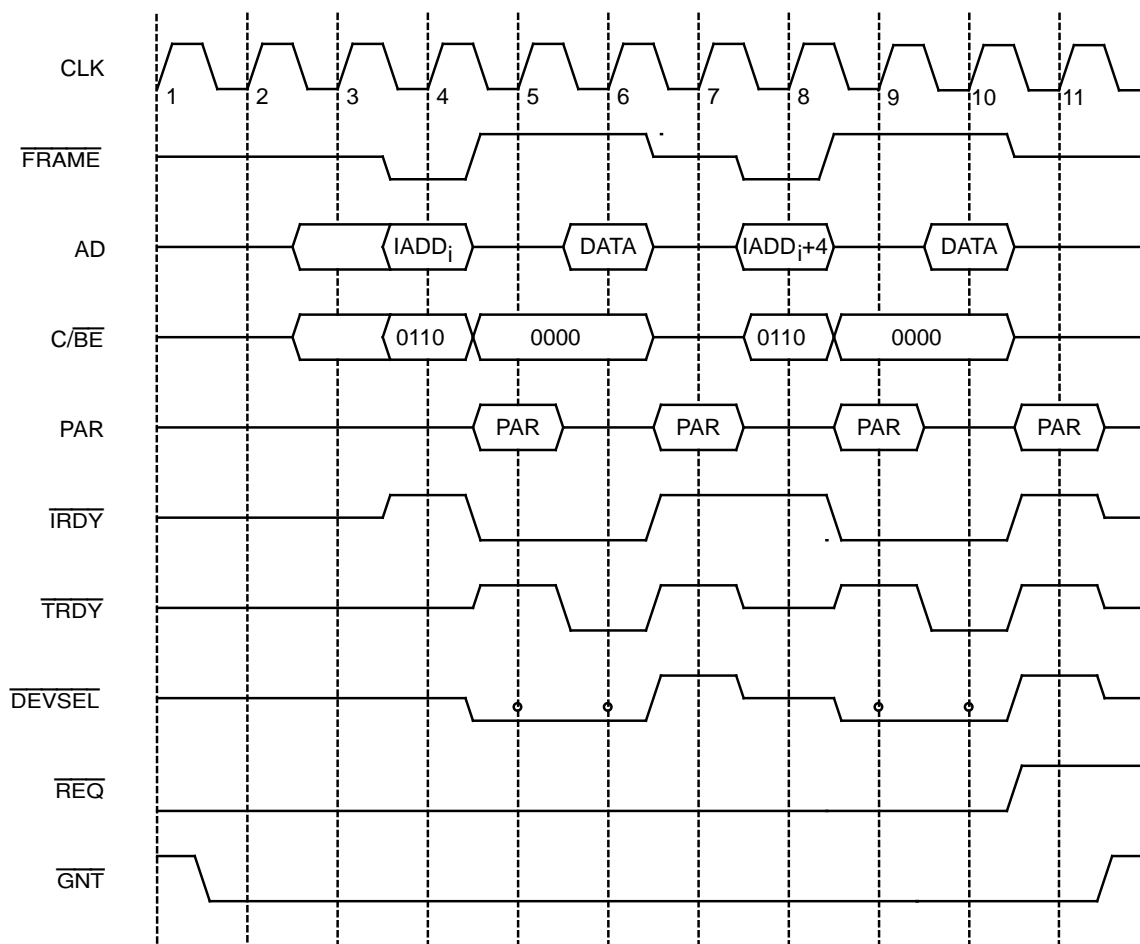 CLK
1 2 3 4 5 6 7 8 9 10 11
FRAME
AD
IADDi DATA IADDi+4 DATA
C/BE
0110 0000 0110 0000
PAR
PAR PAR PAR PAR
IRDY
TRDY
DEVSEL
REQ
GNT